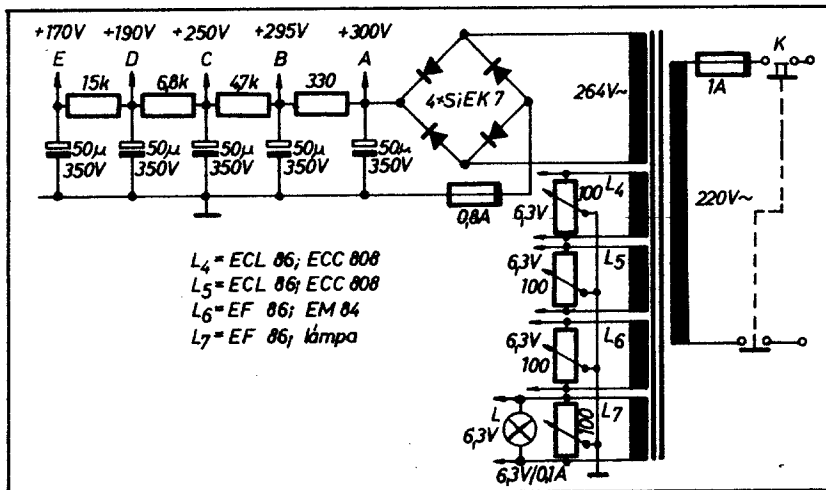 +170V +190V +250V +295V +300V
E D C B A
15k 6,8k 4,7k 330
4×SiEK 7
264V~
1A
K
50μ 350V 50μ 350V 50μ 350V 50μ 350V 50μ 350V
0,8A
220V~
L4
100
6,3V
L4 = ECL 86; ECC 808
L5 = ECL 86; ECC 808
L6 = EF 86; EM 84
L7 = EF 86; lámpa
6,3V
100
L5
6,3V
100
L6
L
6,3V
100
L7
6,3V/0,1A